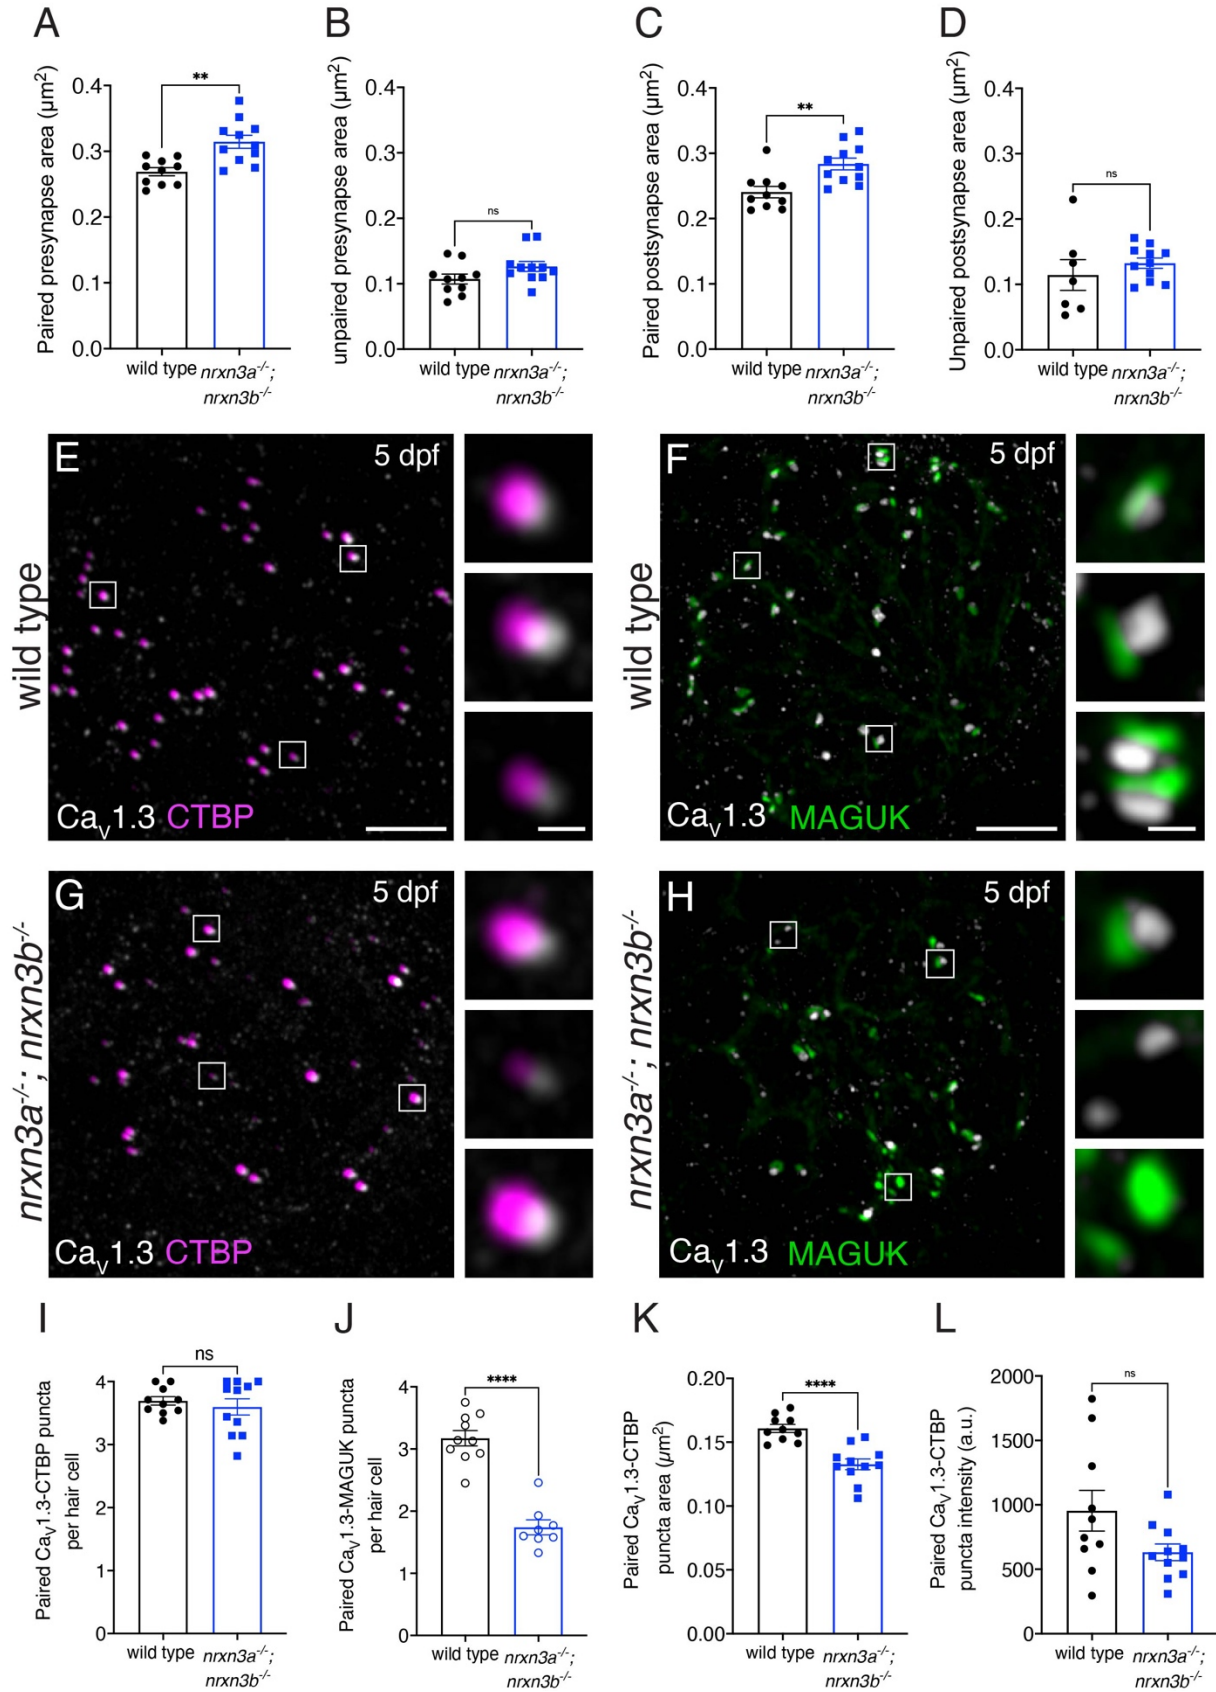 A
B
C
D
Paired presynapse area (µm²)
0.4
0.3
0.2
0.1
0.0
**
wild type
nrxn3a-/-;
nrxn3b-/-
unpaired presynapse area (µm²)
0.4
0.3
0.2
0.1
0.0
ns
wild type
nrxn3a-/-;
nrxn3b-/-
Paired postsynapse area (µm²)
0.4
0.3
0.2
0.1
0.0
**
wild type
nrxn3a-/-;
nrxn3b-/-
Unpaired postsynapse area (µm²)
0.4
0.3
0.2
0.1
0.0
ns
wild type
nrxn3a-/-;
nrxn3b-/-
wild type
E
5 dpf
CaV1.3 CTBP
wild type
F
5 dpf
CaV1.3 MAGUK
nrxn3a-/-; nrxn3b-/-
G
5 dpf
CaV1.3 CTBP
nrxn3a-/-; nrxn3b-/-
H
5 dpf
CaV1.3 MAGUK
I
J
K
L
Paired CaV1.3-CTBP puncta
per hair cell
4
3
2
1
0
ns
wild type
nrxn3a-/-;
nrxn3b-/-
Paired CaV1.3-MAGUK puncta
per hair cell
4
3
2
1
0
****
wild type
nrxn3a-/-;
nrxn3b-/-
Paired CaV1.3-CTBP
puncta area (µm²)
0.20
0.15
0.10
0.05
0.00
****
wild type
nrxn3a-/-;
nrxn3b-/-
Paired CaV1.3-CTBP
puncta intensity (a.u.)
2000
1500
1000
500
0
ns
wild type
nrxn3a-/-;
nrxn3b-/-